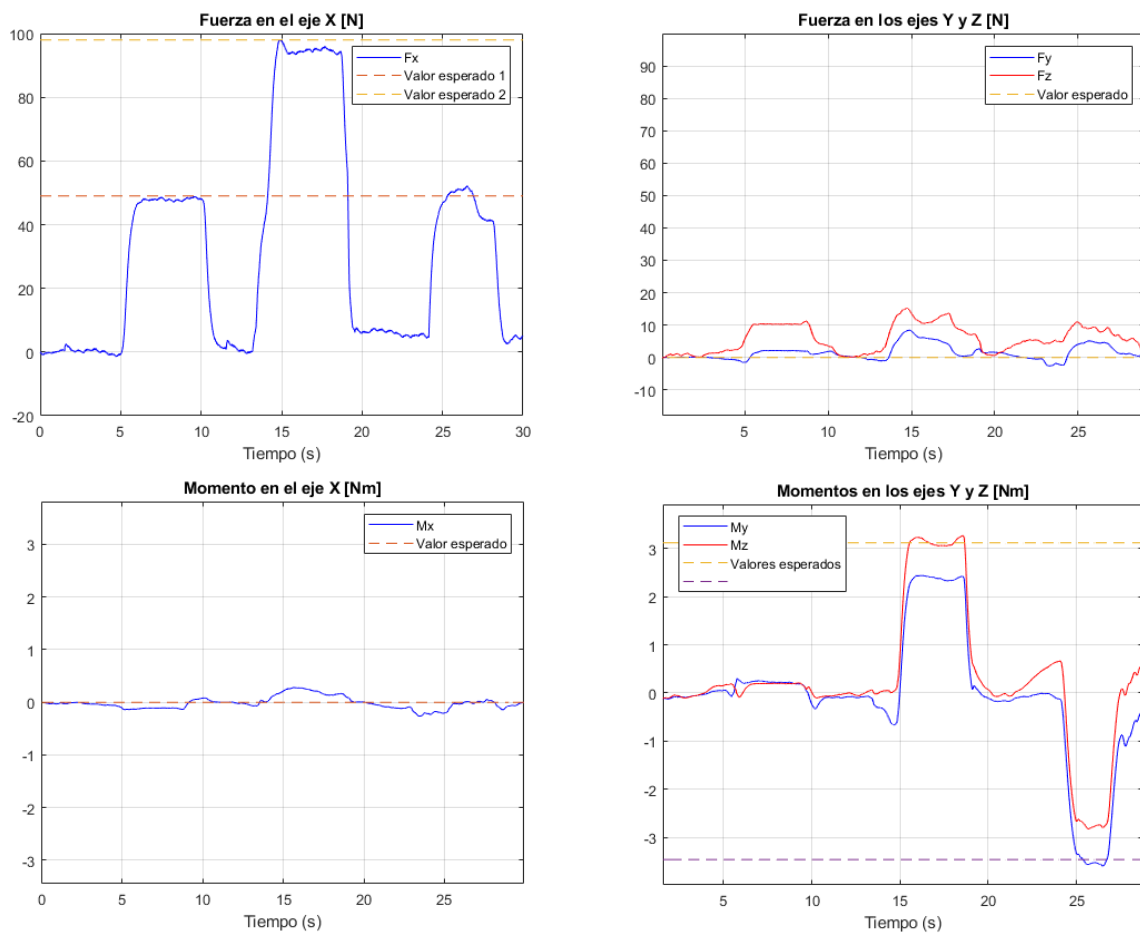 Fuerza en el eje X [N]
100
80
60
40
20
0
-20
0 5 10 15 20 25 30
Tiempo (s)
Fx
Valor esperado 1
Valor esperado 2
Fuerza en los ejes Y y Z [N]
90
80
70
60
50
40
30
20
10
0
-10
5 10 15 20 25
Tiempo (s)
Fy
Fz
Valor esperado
Momento en el eje X [Nm]
3
2
1
0
-1
-2
-3
0 5 10 15 20 25
Tiempo (s)
Mx
Valor esperado
Momentos en los ejes Y y Z [Nm]
3
2
1
0
-1
-2
-3
5 10 15 20 25
Tiempo (s)
My
Mz
Valores esperados